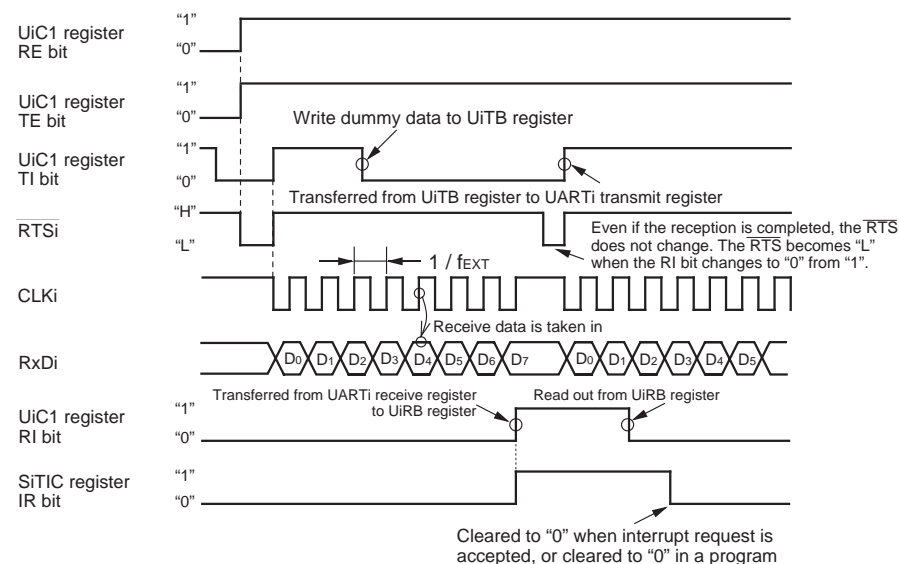 UiC1 register
RE bit
“1”
“0”
UiC1 register
TE bit
“1”
“0”
Write dummy data to UiTB register
UiC1 register
TI bit
“1”
“0”
Transferred from UiTB register to UARTi transmit register
RTSi
“H”
“L”
Even if the reception is completed, the RTS
does not change. The RTS becomes “L”
when the RI bit changes to “0” from “1”.
1 / fEXT
CLKi
Receive data is taken in
RxDi
D0 D1 D2 D3 D4 D5 D6 D7 D0 D1 D2 D3 D4 D5
Transferred from UARTi receive register
to UiRB register
Read out from UiRB register
UiC1 register
RI bit
“1”
“0”
SiTIC register
IR bit
“1”
“0”
Cleared to “0” when interrupt request is
accepted, or cleared to “0” in a program